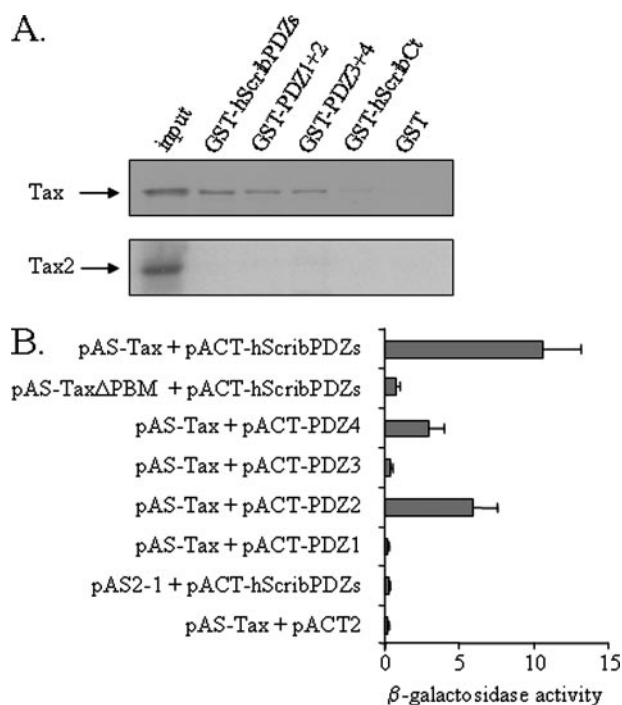 A.
input
GST-hScribPDZs
GST-PDZ1+2
GST-PDZ3+4
GST-hScribCt
GST
Tax
Tax2
B.
pAS-Tax + pACT-hScribPDZs
pAS-TaxΔPBM + pACT-hScribPDZs
pAS-Tax + pACT-PDZ4
pAS-Tax + pACT-PDZ3
pAS-Tax + pACT-PDZ2
pAS-Tax + pACT-PDZ1
pAS2-1 + pACT-hScribPDZs
pAS-Tax + pACT2
0 5 10 15
β-galactosidase activity